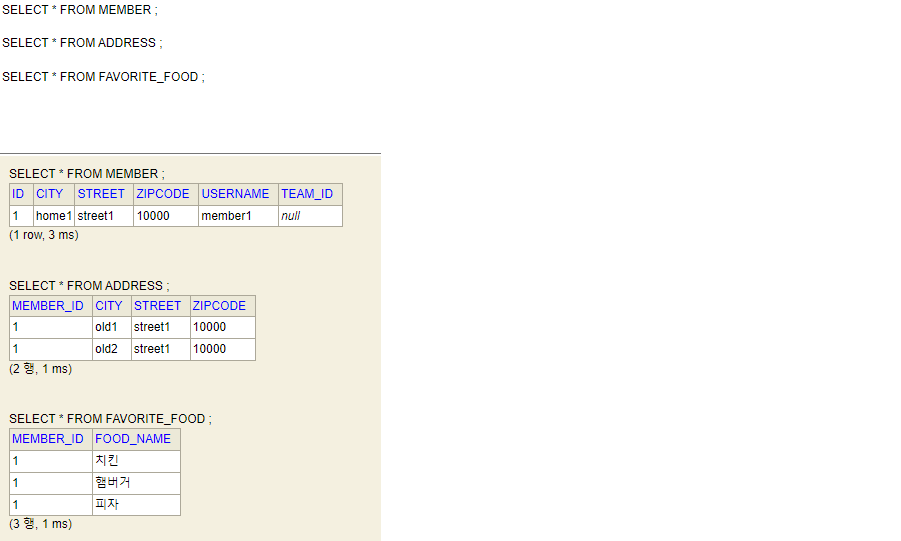 SELECT * FROM MEMBER ;
SELECT * FROM ADDRESS ;
SELECT * FROM FAVORITE_FOOD ;
SELECT * FROM MEMBER ;
ID CITY STREET ZIPCODE USERNAME TEAM_ID
1 home1 street1 10000 member1 null
(1 row, 3 ms)
SELECT * FROM ADDRESS ;
MEMBER_ID CITY STREET ZIPCODE
1 old1 street1 10000
1 old2 street1 10000
(2 행, 1 ms)
SELECT * FROM FAVORITE_FOOD ;
MEMBER_ID FOOD_NAME
1 치킨
1 햄버거
1 피자
(3 행, 1 ms)